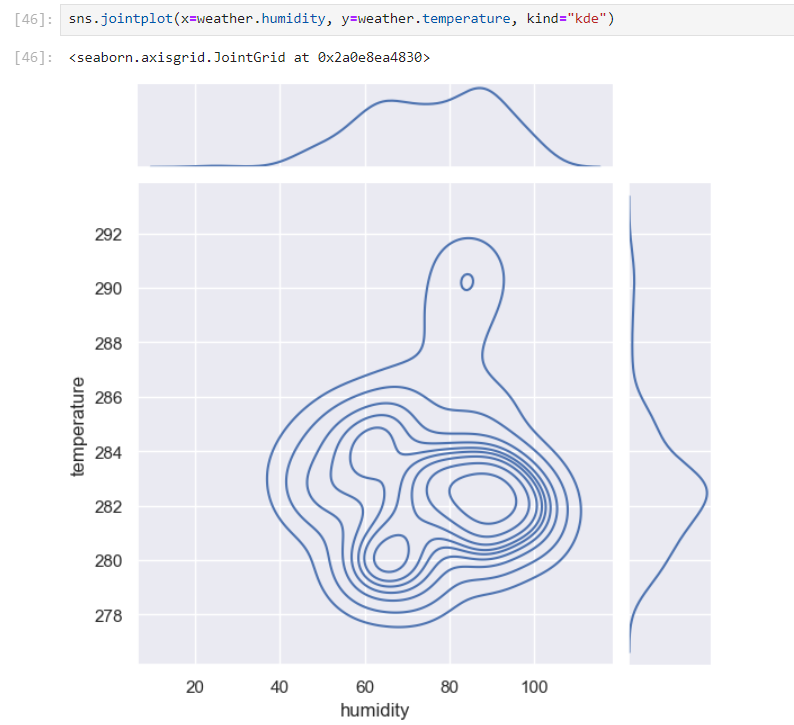 [46]: sns.jointplot(x=weather.humidity, y=weather.temperature, kind="kde")
[46]: <seaborn.axisgrid.JointGrid at 0x2a0e8ea4830>
292
290
288
286
284
282
280
278
temperature
20 40 60 80 100
humidity